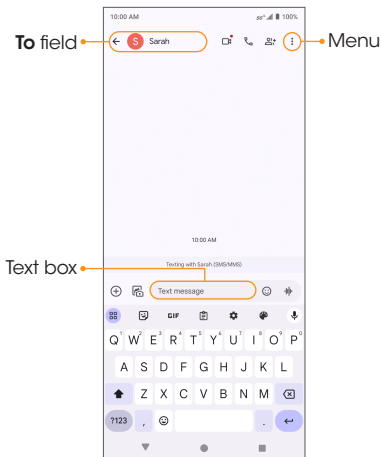 10:00 AM 5G 100%
To field
S Sarah
Menu
10:00 AM
Texting with Sarah (SMS/MMS)
Text box
Text message
GIF
Q 1 W 2 E 3 R 4 T 5 Y 6 U 7 I 8 O 9 P 0
A S D F G H J K L
Z X C V B N M
?123 , .